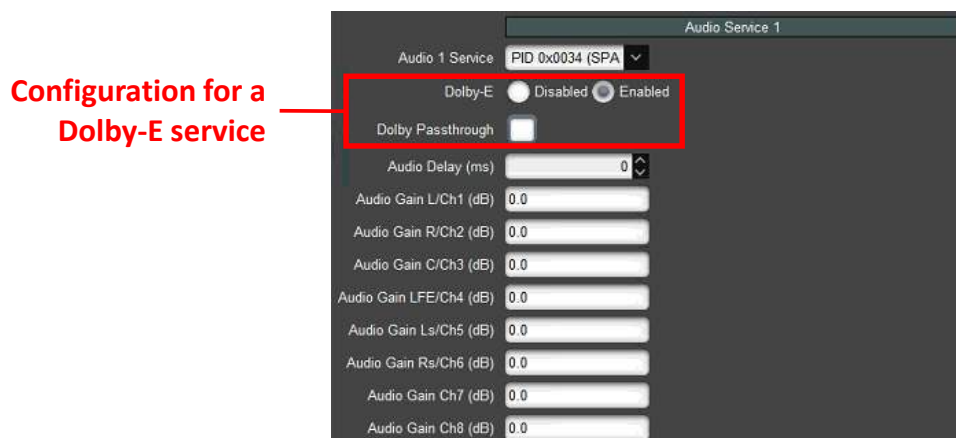 Audio Service 1
Audio 1 Service PID 0x0034 (SPA
Configuration for a
Dolby-E service
Dolby-E Disabled Enabled
Dolby Passthrough
Audio Delay (ms) 0
Audio Gain L/Ch1 (dB) 0.0
Audio Gain R/Ch2 (dB) 0.0
Audio Gain C/Ch3 (dB) 0.0
Audio Gain LFE/Ch4 (dB) 0.0
Audio Gain Ls/Ch5 (dB) 0.0
Audio Gain Rs/Ch6 (dB) 0.0
Audio Gain Ch7 (dB) 0.0
Audio Gain Ch8 (dB) 0.0